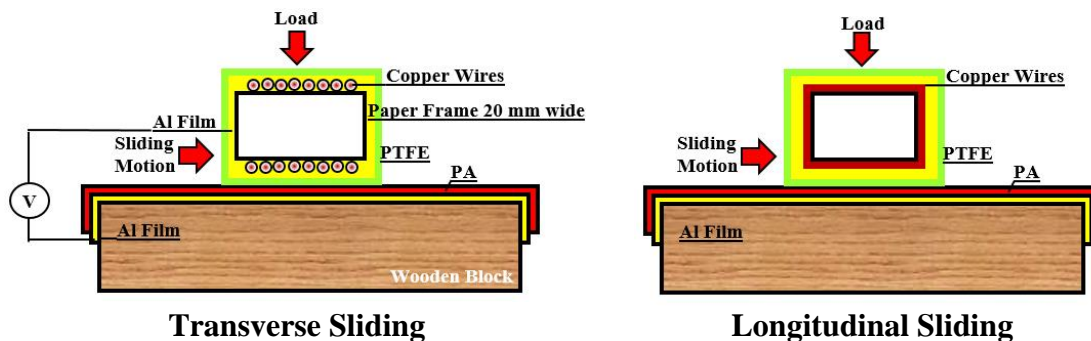 Load
Copper Wires
Paper Frame 20 mm wide
Al Film
Sliding
Motion
PTFE
PA
V
Al Film
Wooden Block
Transverse Sliding
Load
Copper Wires
Sliding
Motion
PTFE
PA
Al Film
Longitudinal Sliding